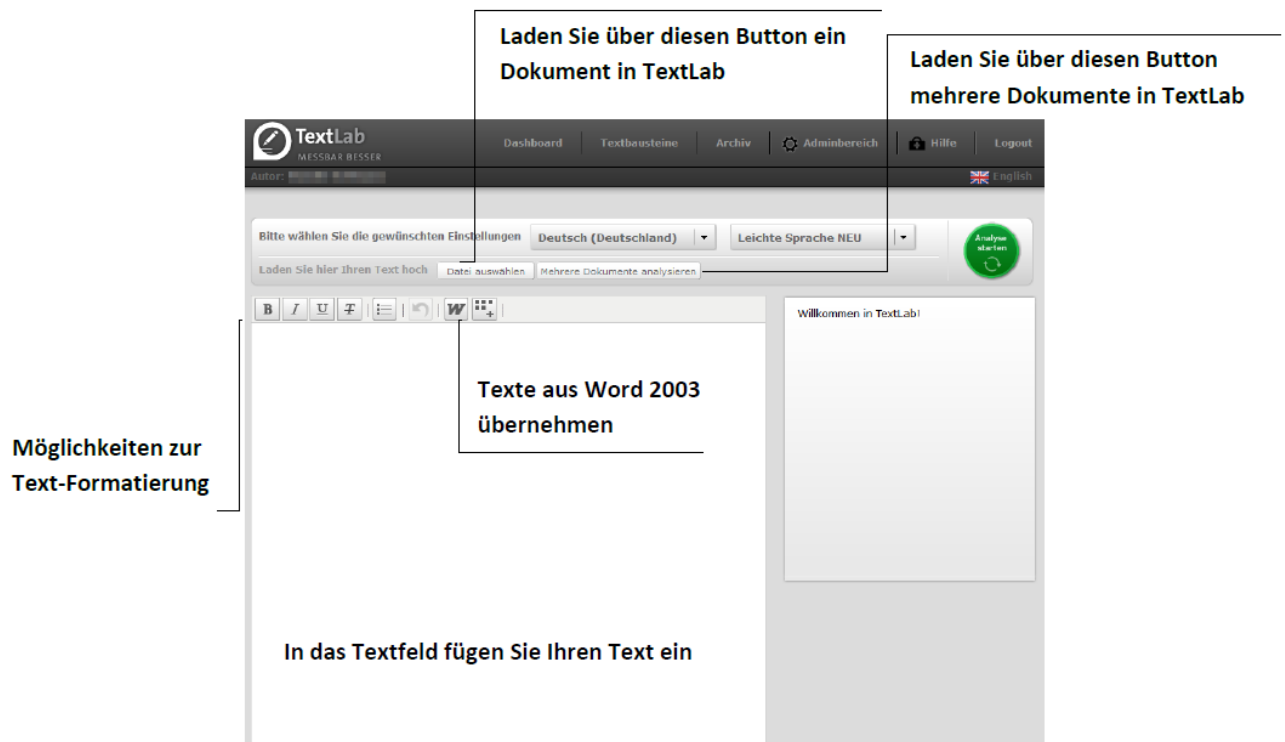 Laden Sie über diesen Button ein
Dokument in TextLab
Laden Sie über diesen Button
mehrere Dokumente in TextLab
TextLab
MESSBAR BESSER
Dashboard Textbausteine Archiv Adminbereich Hilfe Logout
Autor:
English
Bitte wählen Sie die gewünschten Einstellungen Deutsch (Deutschland) Leichte Sprache NEU
Analyse
starten
Laden Sie hier Ihren Text hoch Datei auswählen Mehrere Dokumente analysieren
B I U T W
Willkommen in TextLab!
Texte aus Word 2003
übernehmen
Möglichkeiten zur
Text-Formatierung
In das Textfeld fügen Sie Ihren Text ein